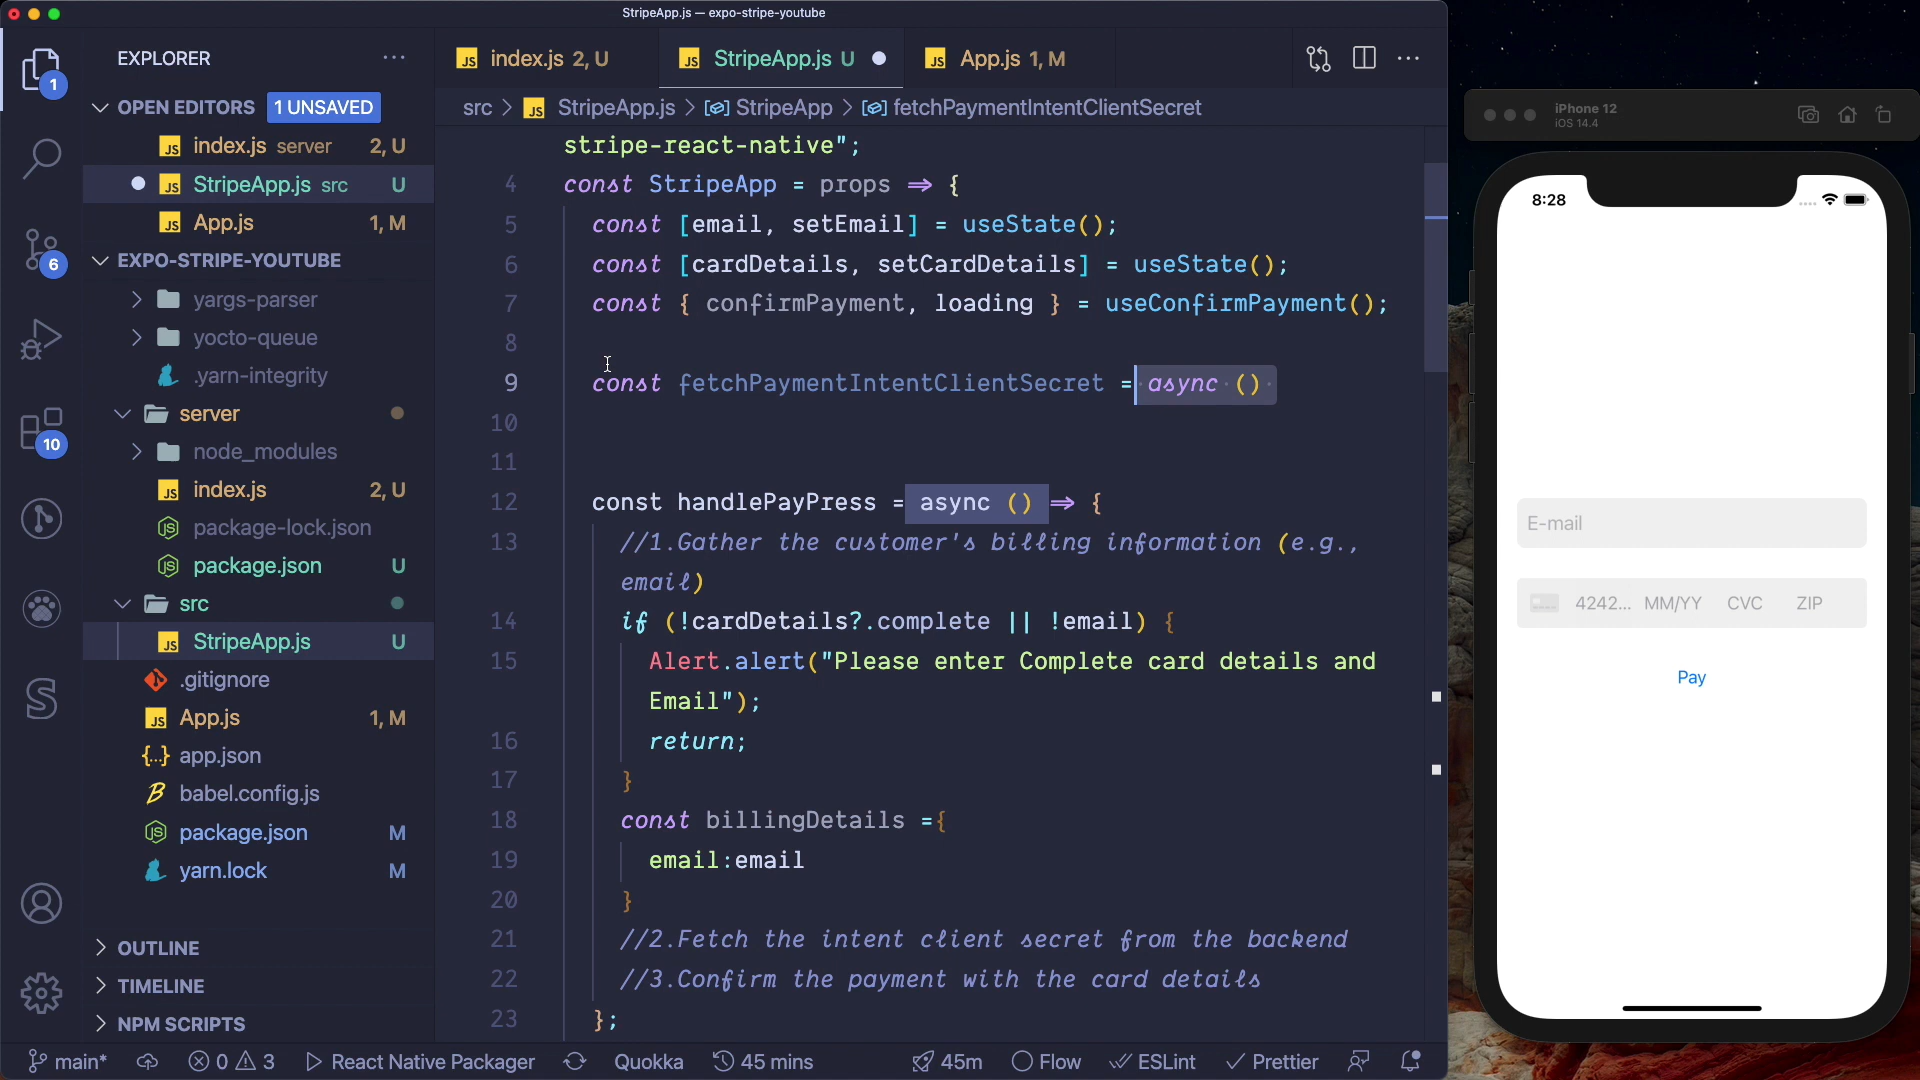 StripeApp.js — expo-stripe-youtube
EXPLORER
1
OPEN EDITORS 1 UNSAVED
index.js server 2, U
StripeApp.js src U
App.js 1, M
EXPO-STRIPE-YOUTUBE
6
yargs-parser
yocto-queue
.yarn-integrity
server
10
node_modules
index.js 2, U
package-lock.json
package.json U
src
StripeApp.js U
.gitignore
App.js 1, M
app.json
babel.config.js
package.json M
yarn.lock M
OUTLINE
TIMELINE
NPM SCRIPTS
index.js 2, U
StripeApp.js U
App.js 1, M
src > StripeApp.js > StripeApp > fetchPaymentIntentClientSecret
stripe-react-native";
4 const StripeApp = props ⇒ {
5 const [email, setEmail] = useState();
6 const [cardDetails, setCardDetails] = useState();
7 const { confirmPayment, loading } = useConfirmPayment();
8
9 const fetchPaymentIntentClientSecret = async ()
10
11
12 const handlePayPress = async () ⇒ {
13 //1.Gather the customer's billing information (e.g.,
email)
14 if (!cardDetails?.complete || !email) {
15 Alert.alert("Please enter Complete card details and
Email");
16 return;
17 }
18 const billingDetails ={
19 email:email
20 }
21 //2.Fetch the intent client secret from the backend
22 //3.Confirm the payment with the card details
23 };
main* 0 3 React Native Packager Quokka 45 mins 45m Flow ESLint Prettier
iPhone 12
iOS 14.4
8:28
E-mail
4242... MM/YY CVC ZIP
Pay